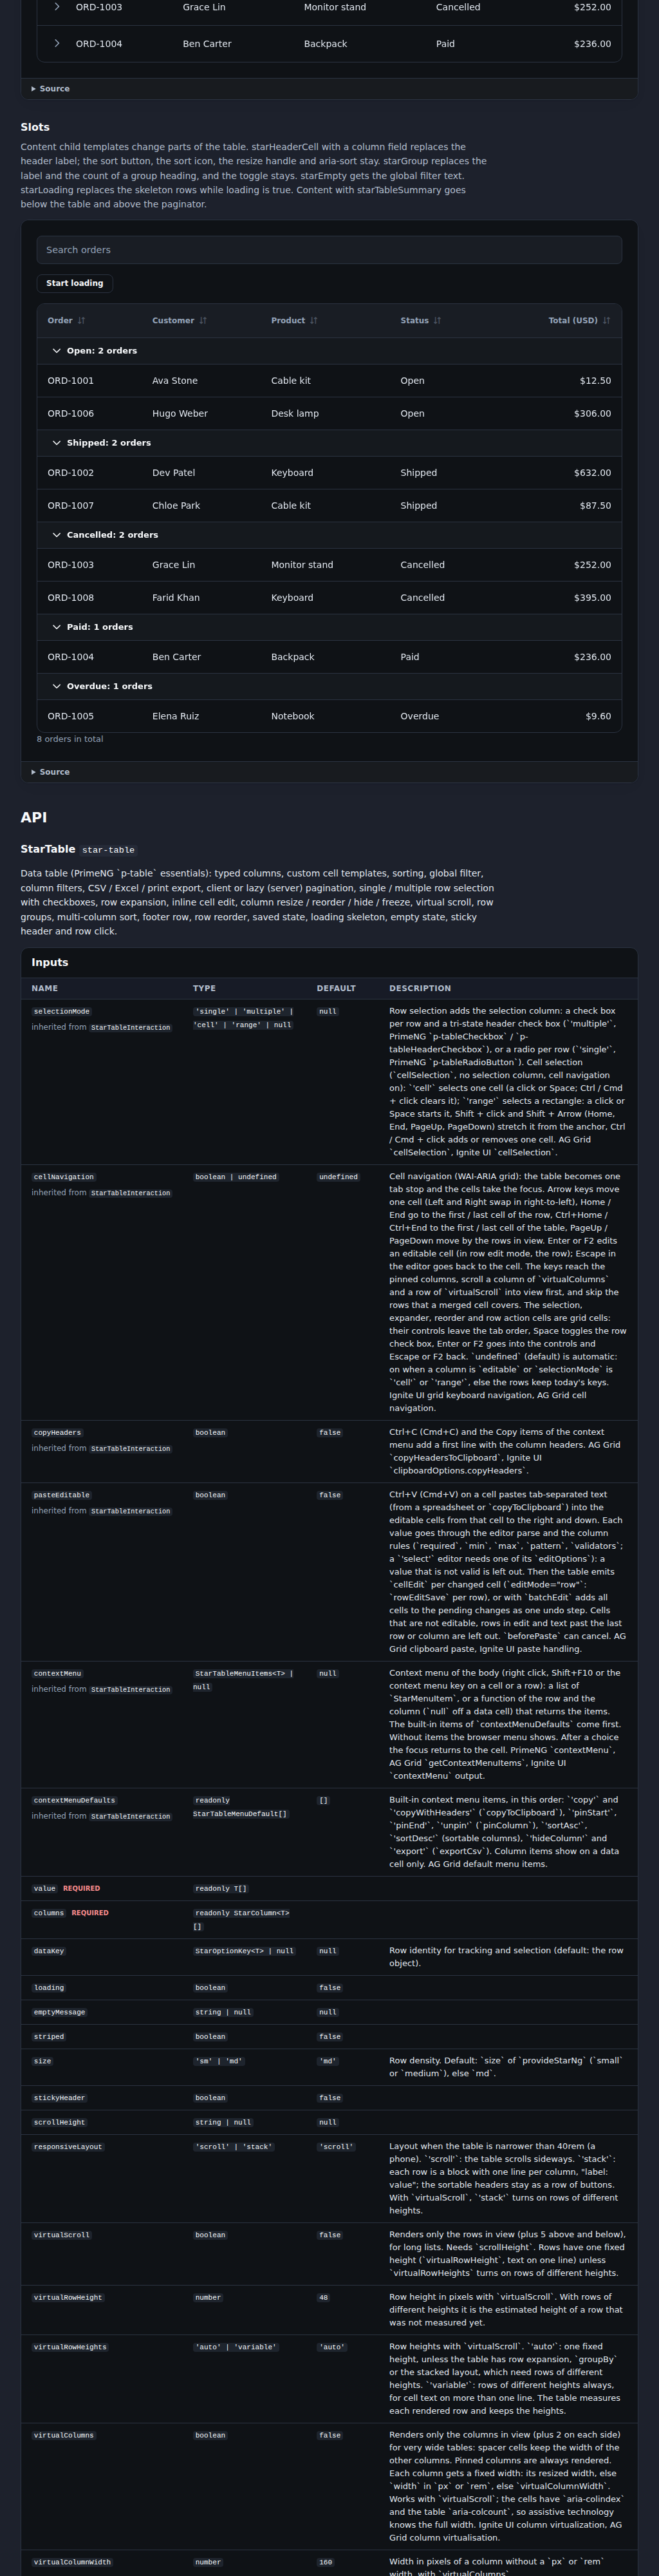 ORD-1003 Grace Lin Monitor stand Cancelled $252.00
ORD-1004 Ben Carter Backpack Paid $236.00
Source
Slots
Content child templates change parts of the table. starHeaderCell with a column field replaces the
header label; the sort button, the sort icon, the resize handle and aria-sort stay. starGroup replaces the
label and the count of a group heading, and the toggle stays. starEmpty gets the global filter text.
starLoading replaces the skeleton rows while loading is true. Content with starTableSummary goes
below the table and above the paginator.
Search orders
Start loading
Order Customer Product Status Total (USD)
Open: 2 orders
ORD-1001 Ava Stone Cable kit Open $12.50
ORD-1006 Hugo Weber Desk lamp Open $306.00
Shipped: 2 orders
ORD-1002 Dev Patel Keyboard Shipped $632.00
ORD-1007 Chloe Park Cable kit Shipped $87.50
Cancelled: 2 orders
ORD-1003 Grace Lin Monitor stand Cancelled $252.00
ORD-1008 Farid Khan Keyboard Cancelled $395.00
Paid: 1 orders
ORD-1004 Ben Carter Backpack Paid $236.00
Overdue: 1 orders
ORD-1005 Elena Ruiz Notebook Overdue $9.60
8 orders in total
Source
API
StarTable star-table
Data table (PrimeNG `p-table` essentials): typed columns, custom cell templates, sorting, global filter,
column filters, CSV / Excel / print export, client or lazy (server) pagination, single / multiple row selection
with checkboxes, row expansion, inline cell edit, column resize / reorder / hide / freeze, virtual scroll, row
groups, multi-column sort, footer row, row reorder, saved state, loading skeleton, empty state, sticky
header and row click.
Inputs
NAME TYPE DEFAULT DESCRIPTION
selectionMode 'single' | 'multiple' | null Row selection adds the selection column: a check box
inherited from StarTableInteraction 'cell' | 'range' | null per row and a tri-state header check box (`'multiple'`,
PrimeNG `p-tableCheckbox` / `p-
tableHeaderCheckbox`), or a radio per row (`'single'`,
PrimeNG `p-tableRadioButton`). Cell selection
(`cellSelection`, no selection column, cell navigation
on): `'cell'` selects one cell (a click or Space; Ctrl / Cmd
+ click clears it); `'range'` selects a rectangle: a click or
Space starts it, Shift + click and Shift + Arrow (Home,
End, PageUp, PageDown) stretch it from the anchor, Ctrl
/ Cmd + click adds or removes one cell. AG Grid
`cellSelection`, Ignite UI `cellSelection`.
cellNavigation boolean | undefined undefined Cell navigation (WAI-ARIA grid): the table becomes one
inherited from StarTableInteraction tab stop and the cells take the focus. Arrow keys move
one cell (Left and Right swap in right-to-left), Home /
End go to the first / last cell of the row, Ctrl+Home /
Ctrl+End to the first / last cell of the table, PageUp /
PageDown move by the rows in view. Enter or F2 edits
an editable cell (in row edit mode, the row); Escape in
the editor goes back to the cell. The keys reach the
pinned columns, scroll a column of `virtualColumns`
and a row of `virtualScroll` into view first, and skip the
rows that a merged cell covers. The selection,
expander, reorder and row action cells are grid cells:
their controls leave the tab order, Space toggles the row
check box, Enter or F2 goes into the controls and
Escape or F2 back. `undefined` (default) is automatic:
on when a column is `editable` or `selectionMode` is
`'cell'` or `'range'`, else the rows keep today's keys.
Ignite UI grid keyboard navigation, AG Grid cell
navigation.
copyHeaders boolean false Ctrl+C (Cmd+C) and the Copy items of the context
inherited from StarTableInteraction menu add a first line with the column headers. AG Grid
`copyHeadersToClipboard`, Ignite UI
`clipboardOptions.copyHeaders`.
pasteEditable boolean false Ctrl+V (Cmd+V) on a cell pastes tab-separated text
inherited from StarTableInteraction (from a spreadsheet or `copyToClipboard`) into the
editable cells from that cell to the right and down. Each
value goes through the editor parse and the column
rules (`required`, `min`, `max`, `pattern`, `validators`;
a `'select'` editor needs one of its `editOptions`): a
value that is not valid is left out. Then the table emits
`cellEdit` per changed cell (`editMode="row"`:
`rowEditSave` per row), or with `batchEdit` adds all
cells to the pending changes as one undo step. Cells
that are not editable, rows in edit and text past the last
row or column are left out. `beforePaste` can cancel. AG
Grid clipboard paste, Ignite UI paste handling.
contextMenu StarTableMenuItems<T> | null Context menu of the body (right click, Shift+F10 or the
inherited from StarTableInteraction null context menu key on a cell or a row): a list of
`StarMenuItem`, or a function of the row and the
column (`null` off a data cell) that returns the items.
The built-in items of `contextMenuDefaults` come first.
Without items the browser menu shows. After a choice
the focus returns to the cell. PrimeNG `contextMenu`,
AG Grid `getContextMenuItems`, Ignite UI
`contextMenu` output.
contextMenuDefaults readonly [] Built-in context menu items, in this order: `'copy'` and
inherited from StarTableInteraction StarTableMenuDefault[] `'copyWithHeaders'` (`copyToClipboard`), `'pinStart'`,
`'pinEnd'`, `'unpin'` (`pinColumn`), `'sortAsc'`,
`'sortDesc'` (sortable columns), `'hideColumn'` and
`'export'` (`exportCsv`). Column items show on a data
cell only. AG Grid default menu items.
value REQUIRED readonly T[]
columns REQUIRED readonly StarColumn<T>
[]
dataKey StarOptionKey<T> | null null Row identity for tracking and selection (default: the row
object).
loading boolean false
emptyMessage string | null null
striped boolean false
size 'sm' | 'md' 'md' Row density. Default: `size` of `provideStarNg` (`small`
or `medium`), else `md`.
stickyHeader boolean false
scrollHeight string | null null
responsiveLayout 'scroll' | 'stack' 'scroll' Layout when the table is narrower than 40rem (a
phone). `'scroll'`: the table scrolls sideways. `'stack'`:
each row is a block with one line per column, "label:
value"; the sortable headers stay as a row of buttons.
With `virtualScroll`, `'stack'` turns on rows of different
heights.
virtualScroll boolean false Renders only the rows in view (plus 5 above and below),
for long lists. Needs `scrollHeight`. Rows have one fixed
height (`virtualRowHeight`, text on one line) unless
`virtualRowHeights` turns on rows of different heights.
virtualRowHeight number 48 Row height in pixels with `virtualScroll`. With rows of
different heights it is the estimated height of a row that
was not measured yet.
virtualRowHeights 'auto' | 'variable' 'auto' Row heights with `virtualScroll`. `'auto'`: one fixed
height, unless the table has row expansion, `groupBy`
or the stacked layout, which need rows of different
heights. `'variable'`: rows of different heights always,
for cell text on more than one line. The table measures
each rendered row and keeps the heights.
virtualColumns boolean false Renders only the columns in view (plus 2 on each side)
for very wide tables: spacer cells keep the width of the
other columns. Pinned columns are always rendered.
Each column gets a fixed width: its resized width, else
`width` in `px` or `rem`, else `virtualColumnWidth`.
Works with `virtualScroll`; the cells have `aria-colindex`
and the table `aria-colcount`, so assistive technology
knows the full width. Ignite UI column virtualization, AG
Grid column virtualisation.
virtualColumnWidth number 160 Width in pixels of a column without a `px` or `rem`
width, with `virtualColumns`.